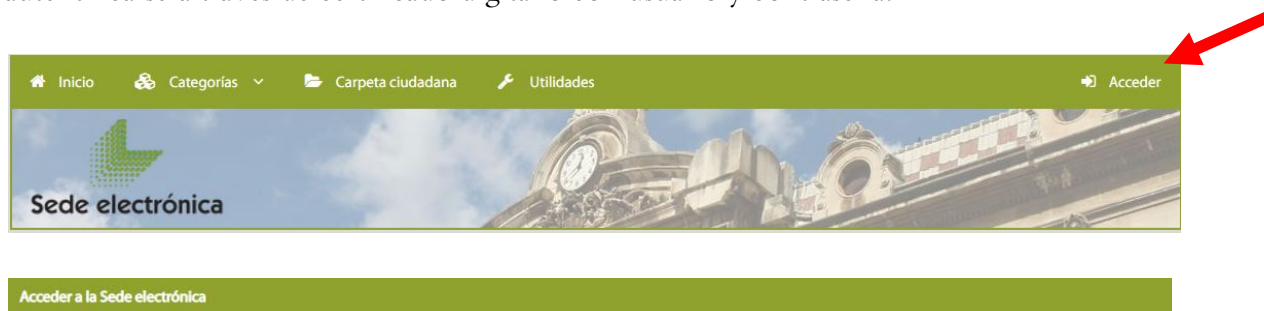 Inicio Categorías Carpeta ciudadana Utilidades Acceder
Sede electrónica
Acceder a la Sede electrónica